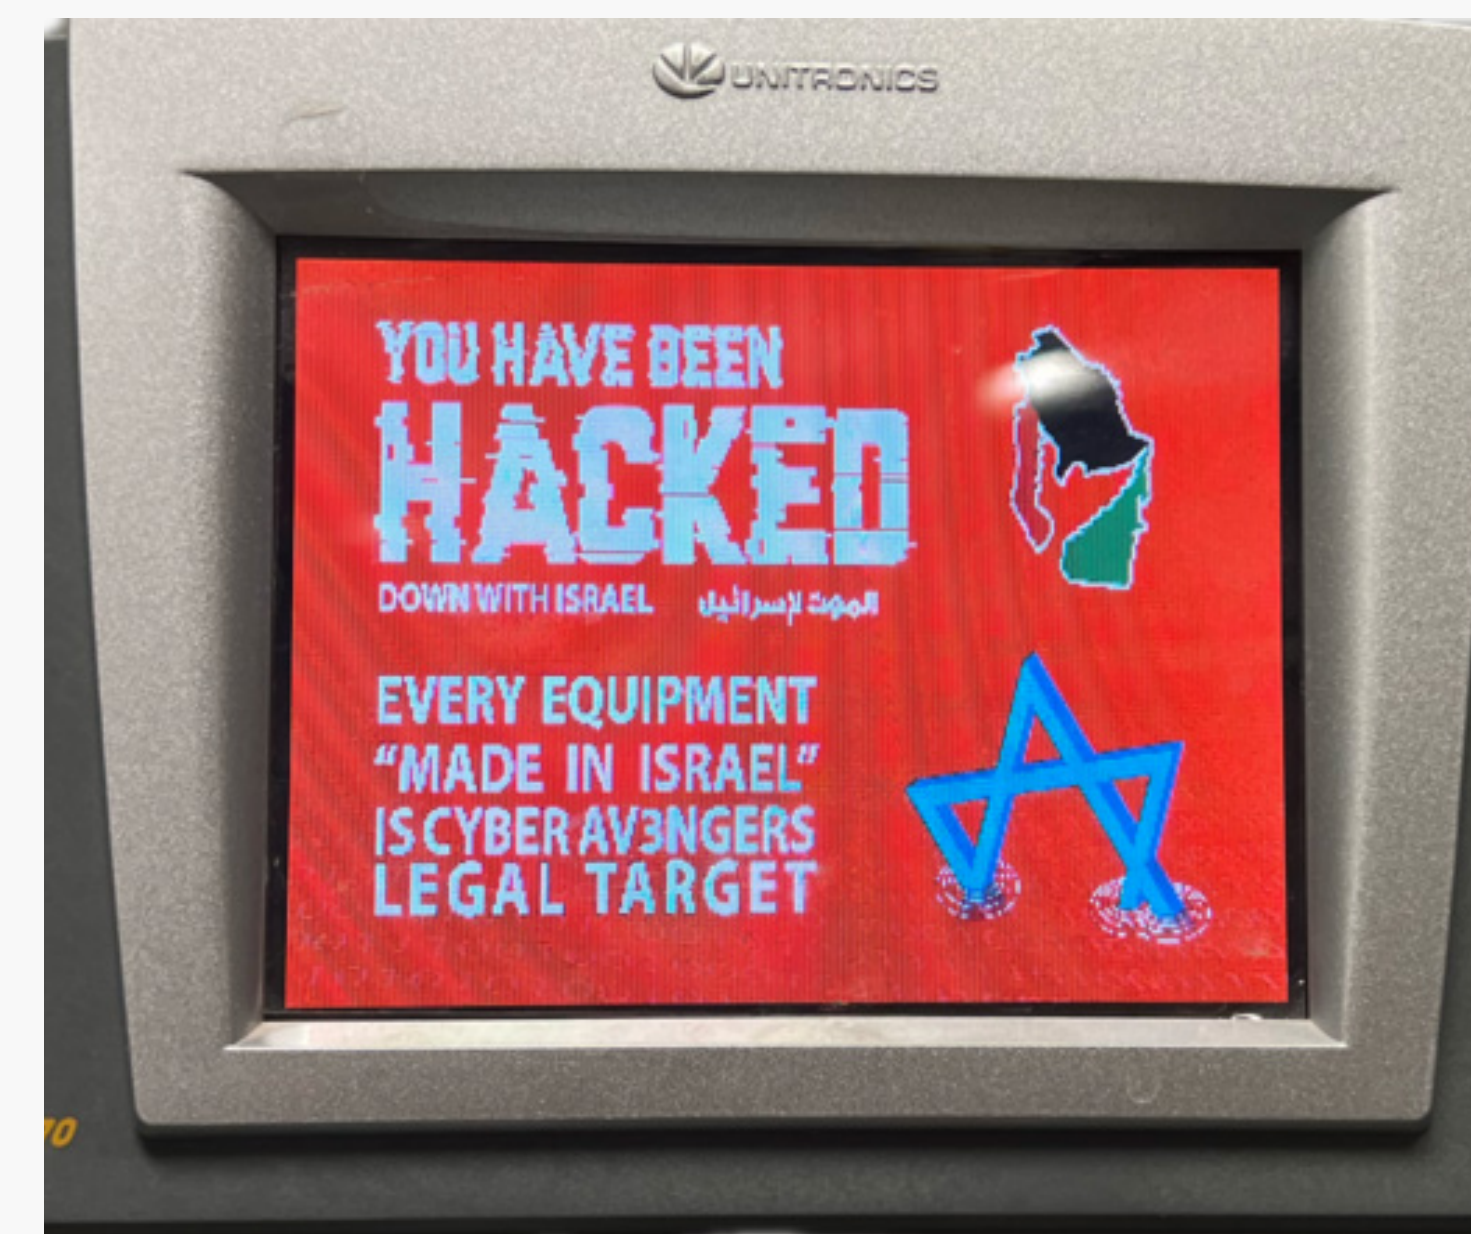 UNITRONICS
YOU HAVE BEEN
HACKED
DOWN WITH ISRAEL الموت لإسرائيل
EVERY EQUIPMENT
“MADE IN ISRAEL”
IS CYBER AV3NGERS
LEGAL TARGET
70